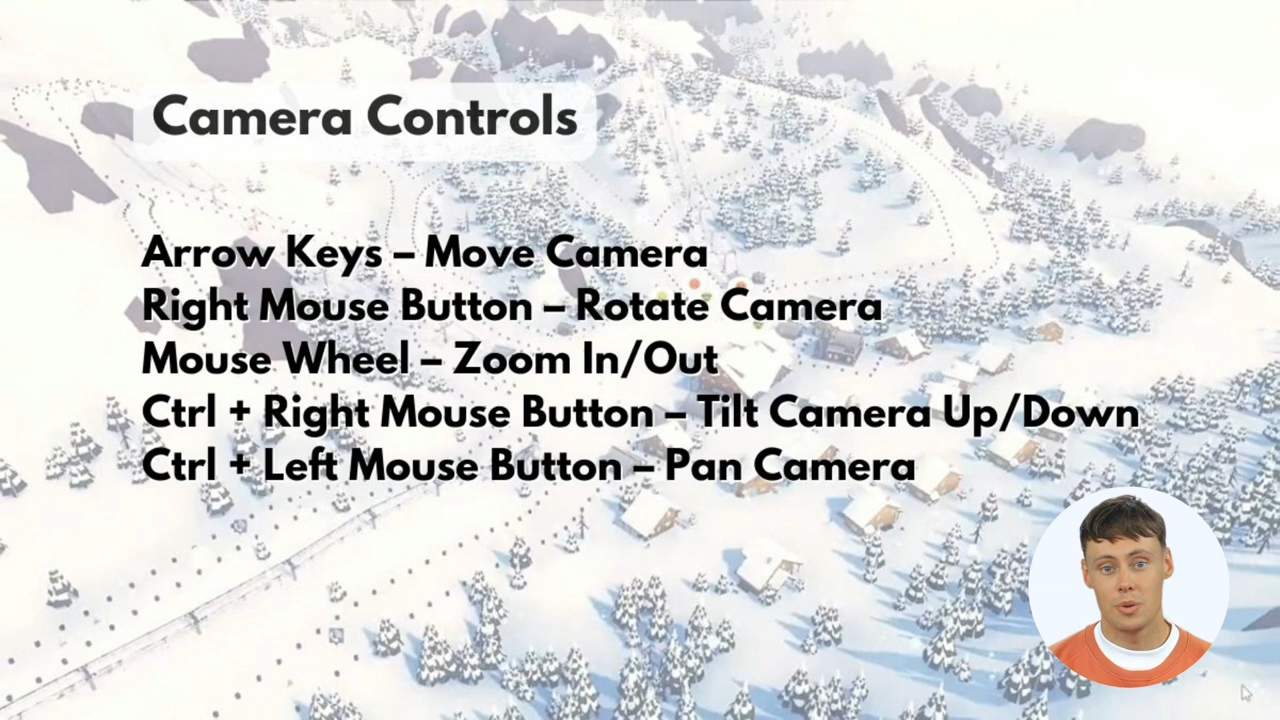 Camera Controls
Arrow Keys – Move Camera
Right Mouse Button – Rotate Camera
Mouse Wheel – Zoom In/Out
Ctrl + Right Mouse Button – Tilt Camera Up/Down
Ctrl + Left Mouse Button – Pan Camera